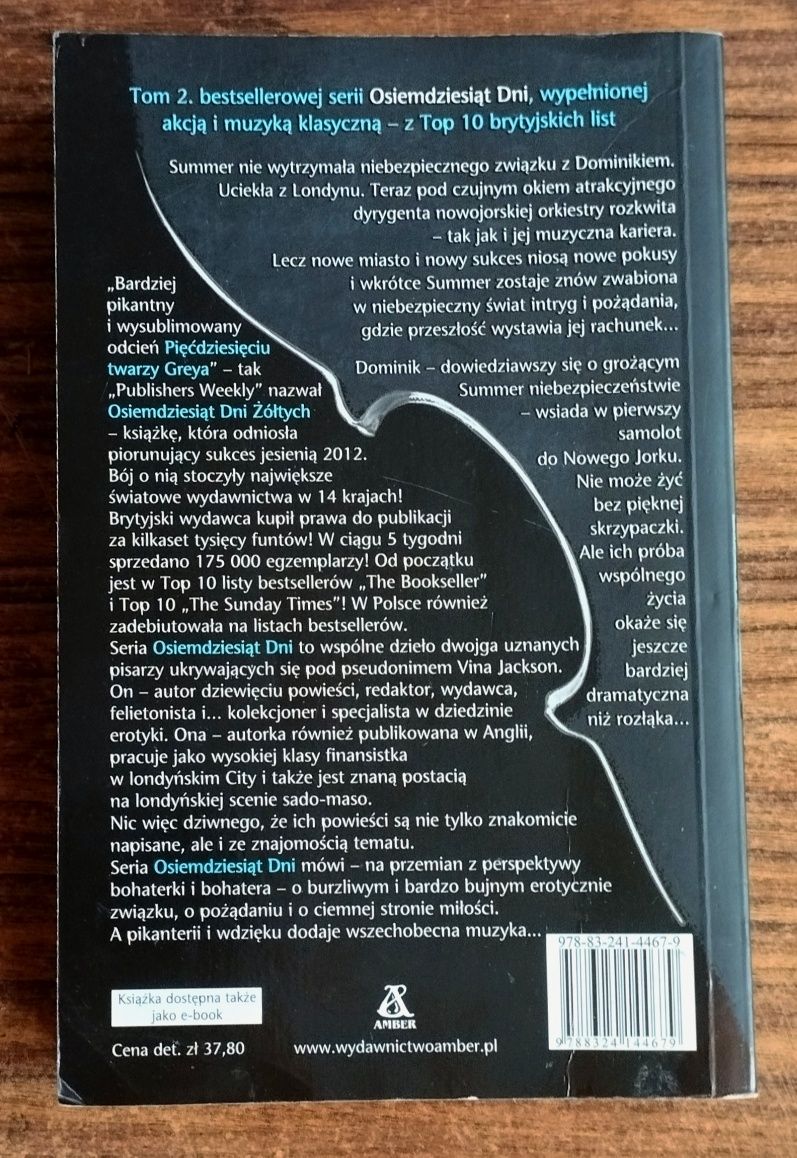 Tom 2. bestsellerowej serii Osiemdziesiąt Dni, wypełnionej
akcją i muzyką klasyczną – z Top 10 brytyjskich list
Summer nie wytrzymała niebezpiecznego związku z Dominikiem.
Uciekła z Londynu. Teraz pod czujnym okiem atrakcyjnego
dyrygenta nowojorskiej orkiestry rozkwita
– tak jak i jej muzyczna kariera.
Lecz nowe miasto i nowy sukces niosą nowe pokusy
i wkrótce Summer zostaje znów zwabiona
w niebezpieczny świat intryg i pożądania,
gdzie przeszłość wystawia jej rachunek...
Dominik – dowiedziawszy się o grożącym
Summer niebezpieczeństwie
– wsiada w pierwszy
samolot
do Nowego Jorku.
Nie może żyć
bez pięknej
skrzypaczki.
Ale ich próba
wspólnego
życia
okaże się
jeszcze
bardziej
dramatyczna
niż rozłąka...
„Bardziej
pikantny
i wysublimowany
odcień Pięćdziesięciu
twarzy Greya” – tak
„Publishers Weekly” nazwał
Osiemdziesiąt Dni Żółtych
– książkę, która odniosła
piorunujący sukces jesienią 2012.
Bój o nią stoczyły największe
światowe wydawnictwa w 14 krajach!
Brytyjski wydawca kupił prawa do publikacji
za kilkaset tysięcy funtów! W ciągu 5 tygodni
sprzedano 175 000 egzemplarzy! Od początku
jest w Top 10 listy bestsellerów „The Bookseller”
i Top 10 „The Sunday Times”! W Polsce również
zadebiutowała na listach bestsellerów.
Seria Osiemdziesiąt Dni to wspólne dzieło dwojga uznanych
pisarzy ukrywających się pod pseudonimem Vina Jackson.
On – autor dziewięciu powieści, redaktor, wydawca,
felietonista i... kolekcjoner i specjalista w dziedzinie
erotyki. Ona – autorka również publikowana w Anglii,
pracuje jako wysokiej klasy finansistka
w londyńskim City i także jest znaną postacią
na londyńskiej scenie sado-maso.
Nic więc dziwnego, że ich powieści są nie tylko znakomicie
napisane, ale i ze znajomością tematu.
Seria Osiemdziesiąt Dni mówi – na przemian z perspektywy
bohaterki i bohatera – o burzliwym i bardzo bujnym erotycznie
związku, o pożądaniu i o ciemnej stronie miłości.
A pikanterii i wdzięku dodaje wszechobecna muzyka...
978-83-241-4467-9
9 788324 144679
Książka dostępna także
jako e-book
AMBER
Cena det. zł 37,80
www.wydawnictwoamber.pl